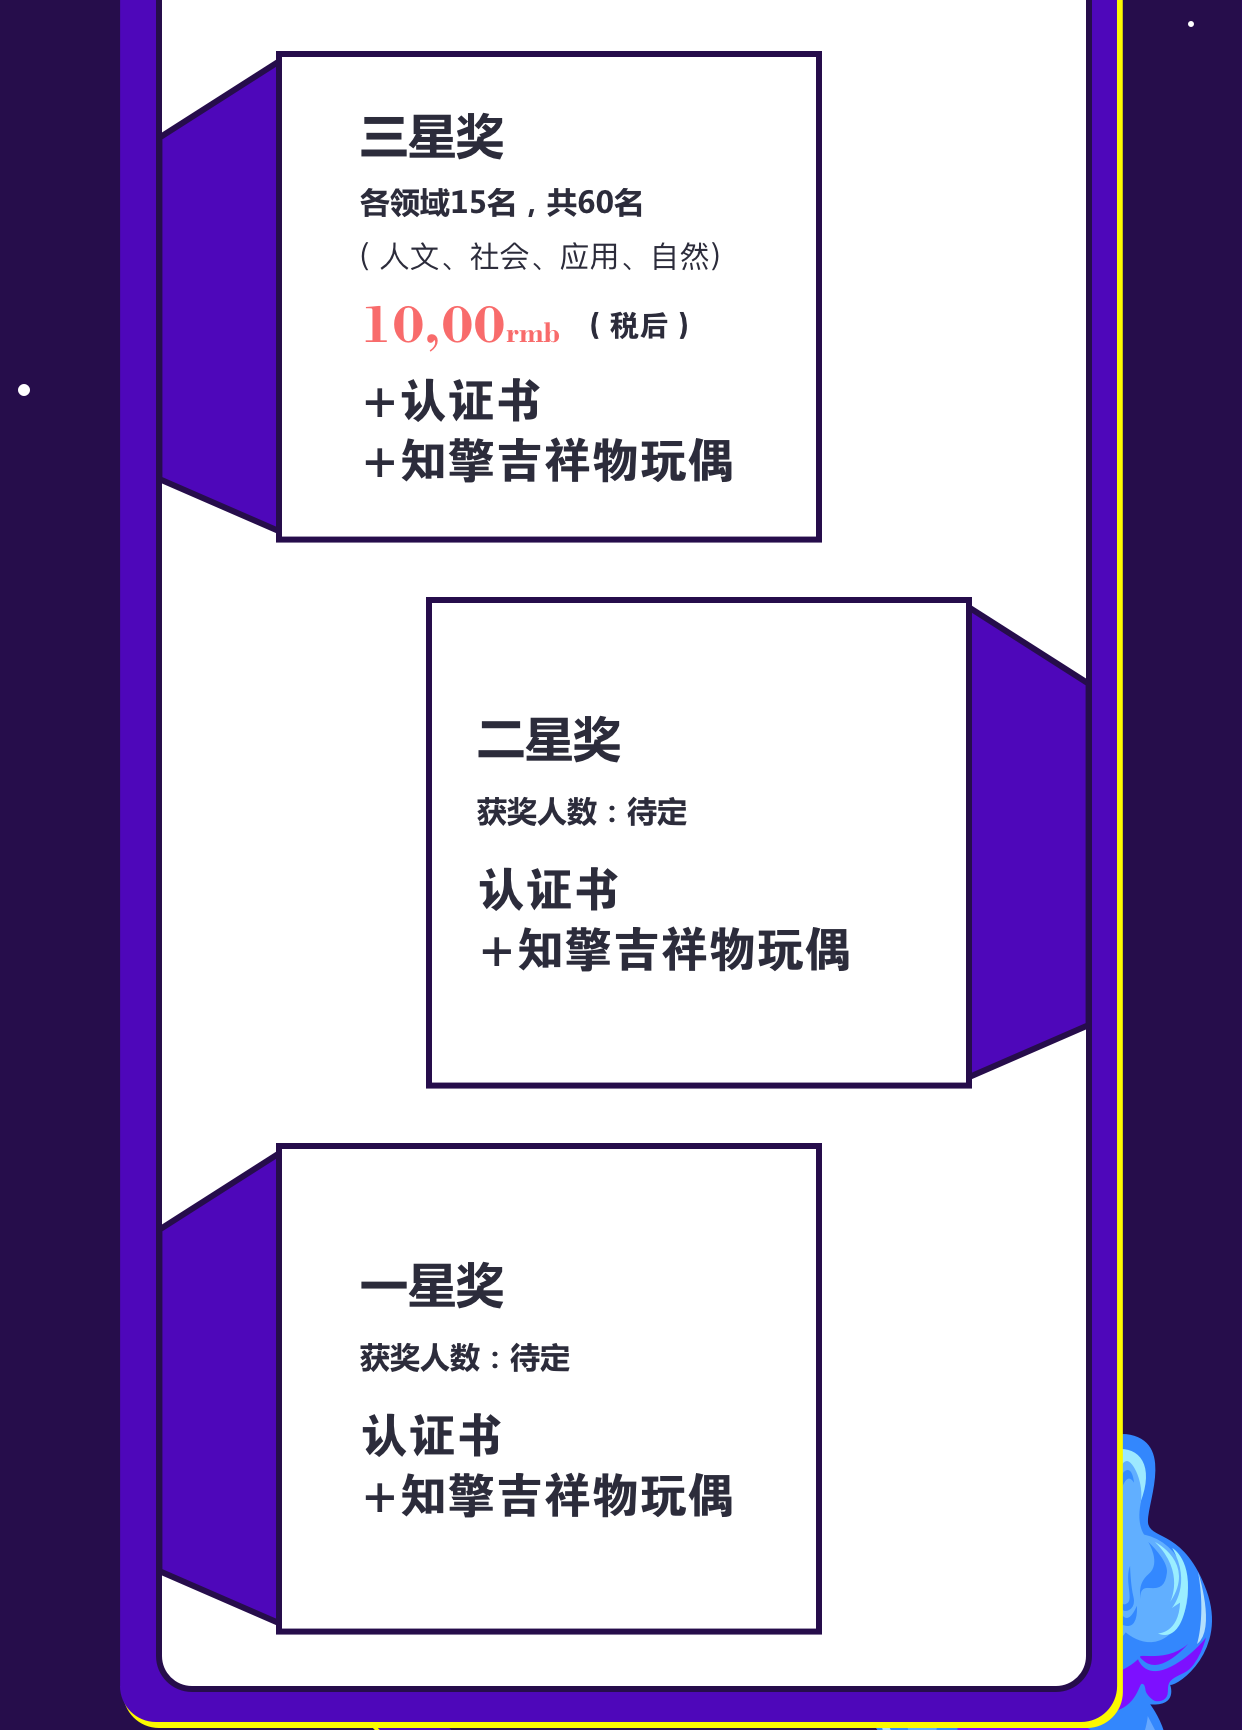 三星奖
各领域15名，共60名
（人文、社会、应用、自然）
10,00rmb （税后）
+认证书
+知擎吉祥物玩偶
二星奖
获奖人数：待定
认证书
+知擎吉祥物玩偶
一星奖
获奖人数：待定
认证书
+知擎吉祥物玩偶